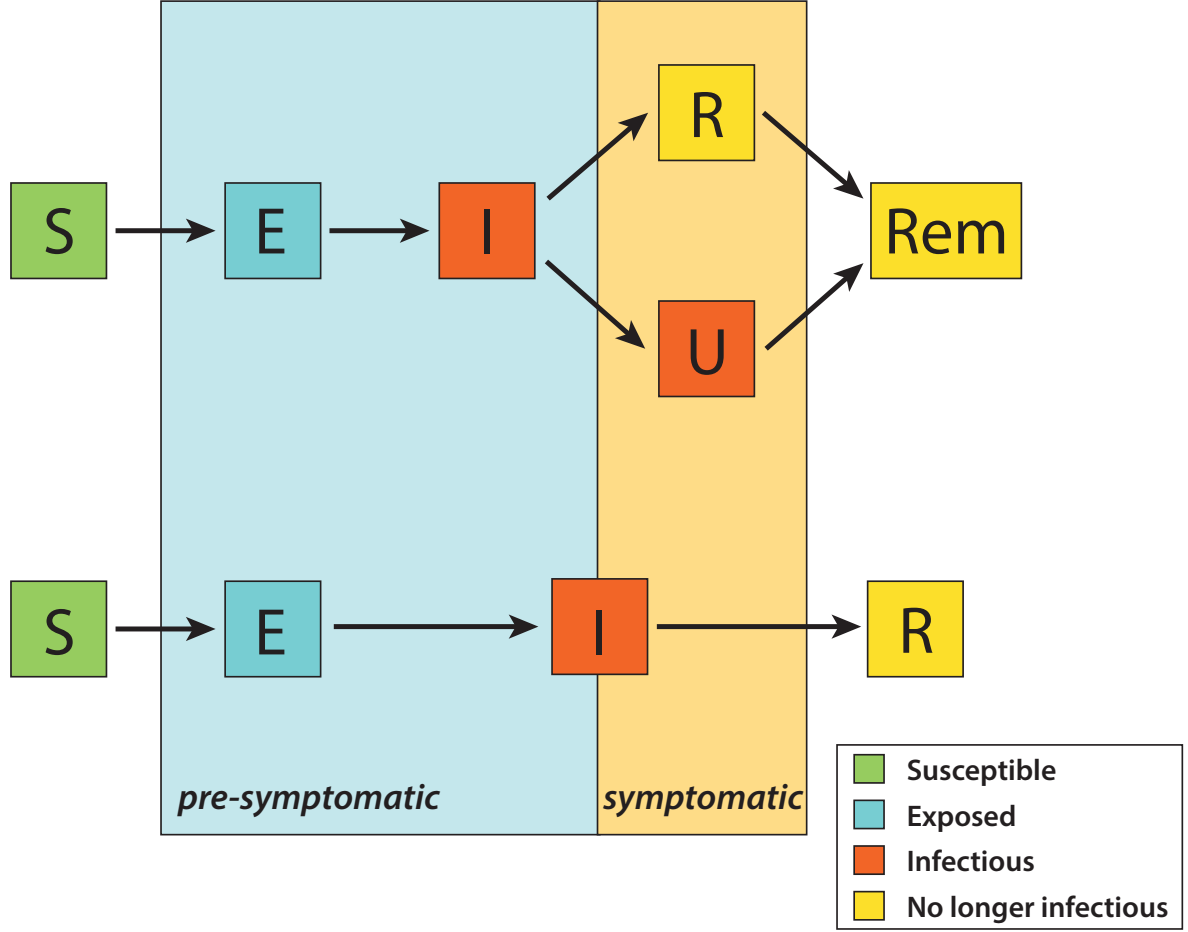 R
S
E
I
Rem
U
S
E
I
R
pre-symptomatic
symptomatic
Susceptible
Exposed
Infectious
No longer infectious